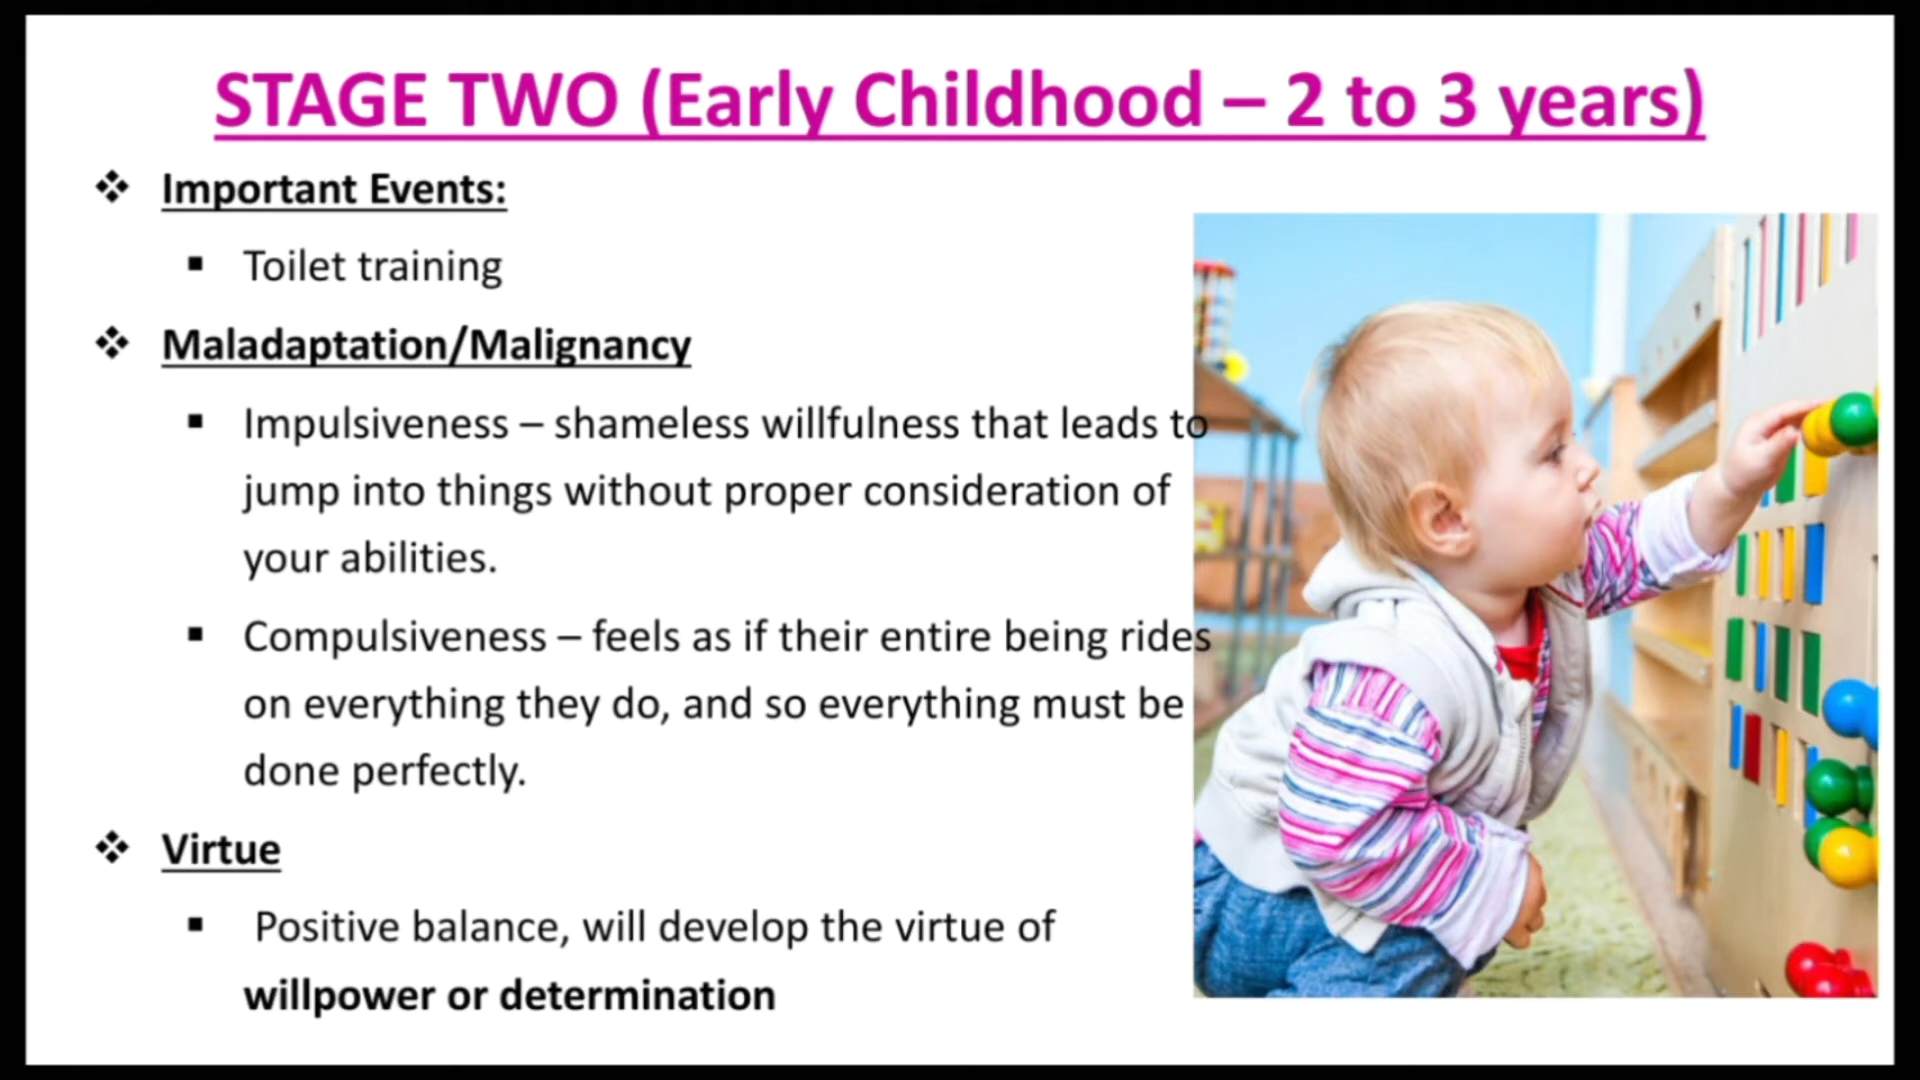 STAGE TWO (Early Childhood – 2 to 3 years)
❖ Important Events:
▪ Toilet training
❖ Maladaptation/Malignancy
▪ Impulsiveness – shameless willfulness that leads to
jump into things without proper consideration of
your abilities.
▪ Compulsiveness – feels as if their entire being rides
on everything they do, and so everything must be
done perfectly.
❖ Virtue
▪ Positive balance, will develop the virtue of
willpower or determination